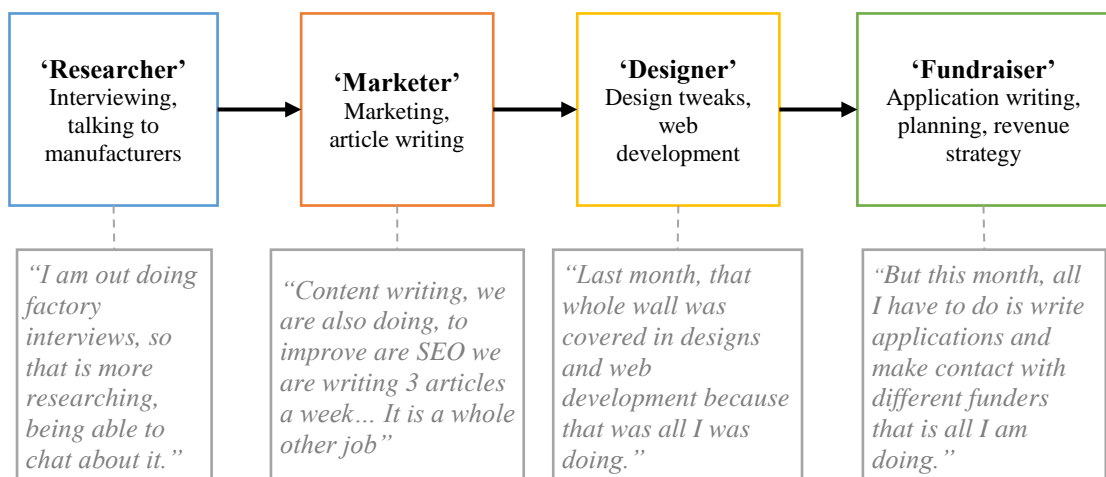 ‘Researcher’
Interviewing,
talking to
manufacturers
‘Marketer’
Marketing,
article writing
‘Designer’
Design tweaks,
web
development
‘Fundraiser’
Application writing,
planning, revenue
strategy
“I am out doing
factory
interviews, so
that is more
researching,
being able to
chat about it.”
“Content writing, we
are also doing, to
improve are SEO we
are writing 3 articles
a week… It is a whole
other job”
“Last month, that
whole wall was
covered in designs
and web
development because
that was all I was
doing.”
“But this month, all
I have to do is write
applications and
make contact with
different funders
that is all I am
doing.”